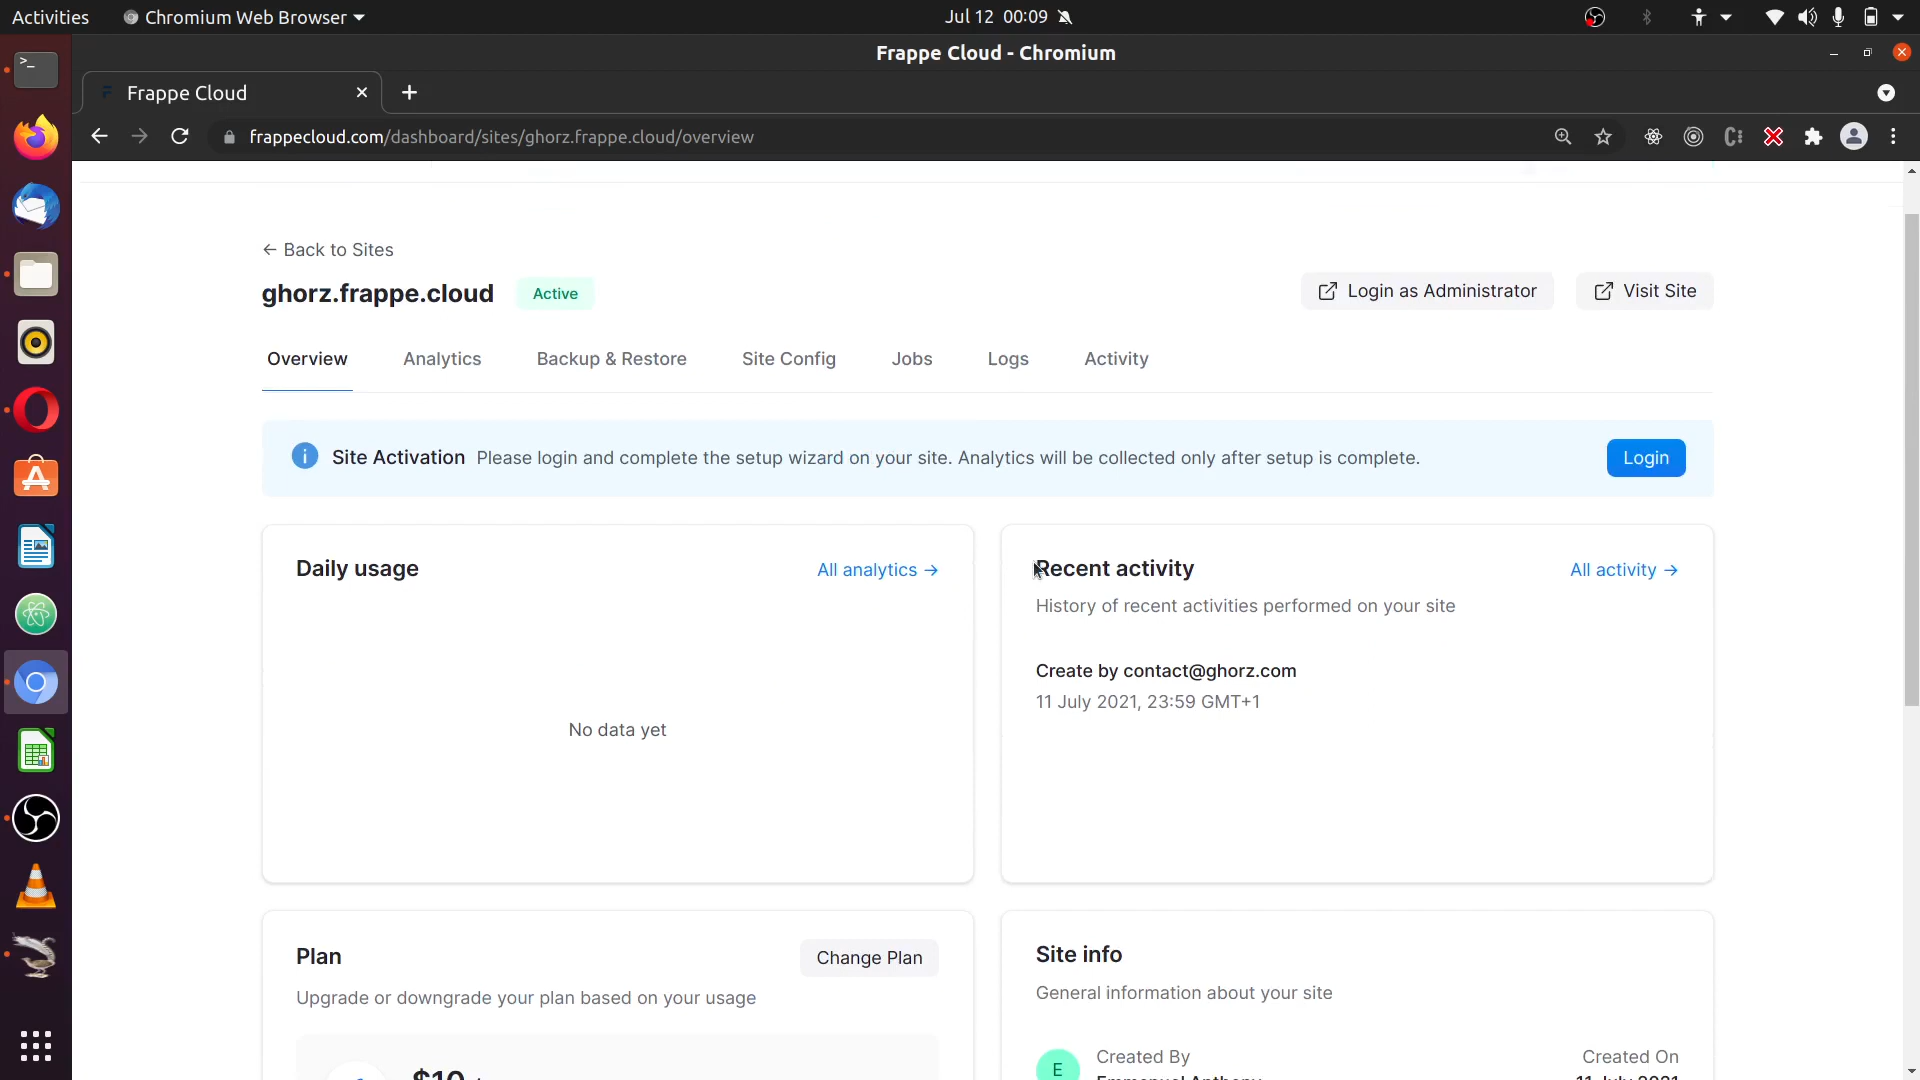 Activities
Chromium Web Browser
Jul 12 00:09
Frappe Cloud - Chromium
Frappe Cloud
frappecloud.com/dashboard/sites/ghorz.frappe.cloud/overview
← Back to Sites
ghorz.frappe.cloud Active
Login as Administrator
Visit Site
Overview Analytics Backup & Restore Site Config Jobs Logs Activity
Site Activation Please login and complete the setup wizard on your site. Analytics will be collected only after setup is complete.
Login
Daily usage
All analytics →
No data yet
Recent activity
All activity →
History of recent activities performed on your site
Create by contact@ghorz.com
11 July 2021, 23:59 GMT+1
Plan
Change Plan
Upgrade or downgrade your plan based on your usage
$10
Site info
General information about your site
E
Created By
Emmanuel Anthony
Created On
11 July 2021